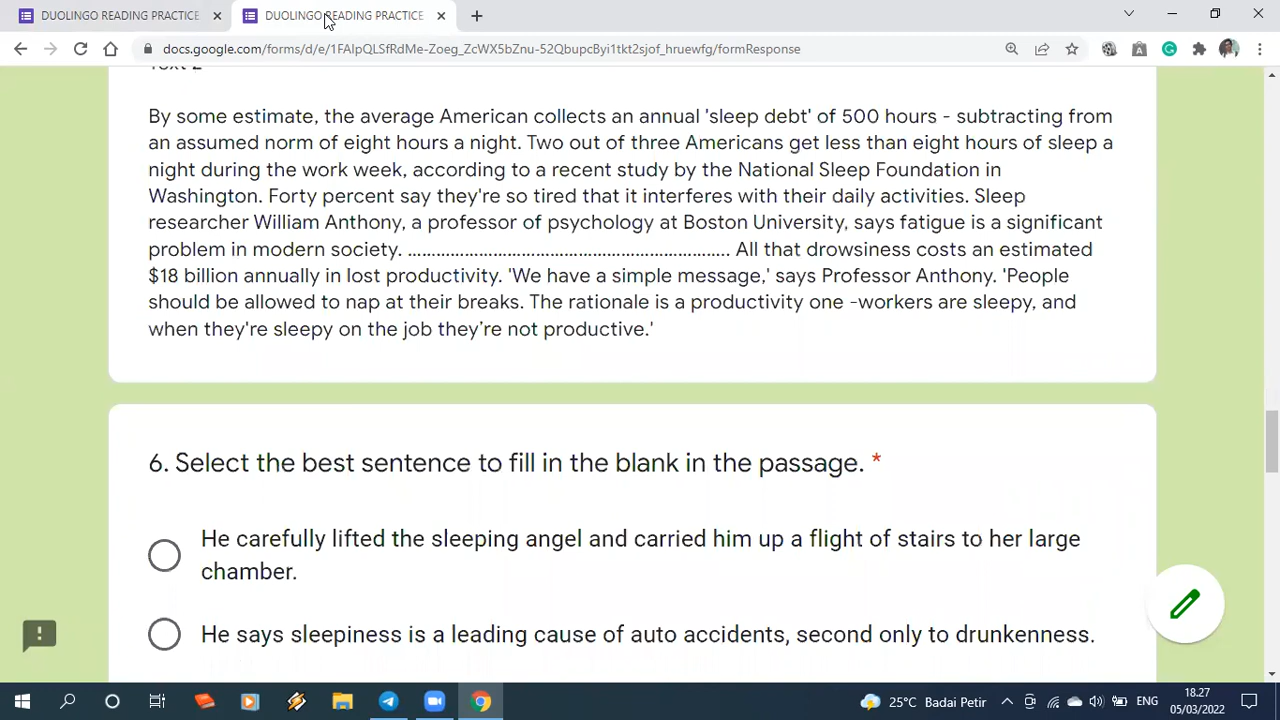 DUOLINGO READING PRACTICE
DUOLINGO READING PRACTICE
docs.google.com/forms/d/e/1FAIpQLSfRdMe-Zoeg_ZcWX5bZnu-52QbupcByi1tkt2sjof_hruewfg/formResponse
Text 2
By some estimate, the average American collects an annual 'sleep debt' of 500 hours - subtracting from
an assumed norm of eight hours a night. Two out of three Americans get less than eight hours of sleep a
night during the work week, according to a recent study by the National Sleep Foundation in
Washington. Forty percent say they're so tired that it interferes with their daily activities. Sleep
researcher William Anthony, a professor of psychology at Boston University, says fatigue is a significant
problem in modern society. ................................................................. All that drowsiness costs an estimated
$18 billion annually in lost productivity. 'We have a simple message,' says Professor Anthony. 'People
should be allowed to nap at their breaks. The rationale is a productivity one -workers are sleepy, and
when they're sleepy on the job they’re not productive.'
6. Select the best sentence to fill in the blank in the passage. *
He carefully lifted the sleeping angel and carried him up a flight of stairs to her large
chamber.
He says sleepiness is a leading cause of auto accidents, second only to drunkenness.
25°C Badai Petir
ENG
18.27
05/03/2022